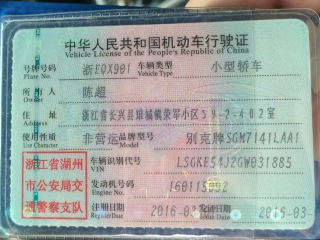 中华人民共和国机动车行驶证
Vehicle License of the People's Republic of China
号牌号码 浙EQX901 车辆类型 小型轿车
Plate No. Vehicle Type
所有人 陈超
Owner
住址 浙江省长兴县雉城镇荣军小区59-2-402室
Address
使用性质 非营运 品牌型号 别克牌SGM7141LAA1
Use Character
浙江省湖州 车辆识别代号 LSGKE54J2GW031885
VIN
市公安局交 发动机号码 160115992
Engine No.
通警察支队 注册日期 2016-03 发证日期 2016-03-
Register Date Issue Date